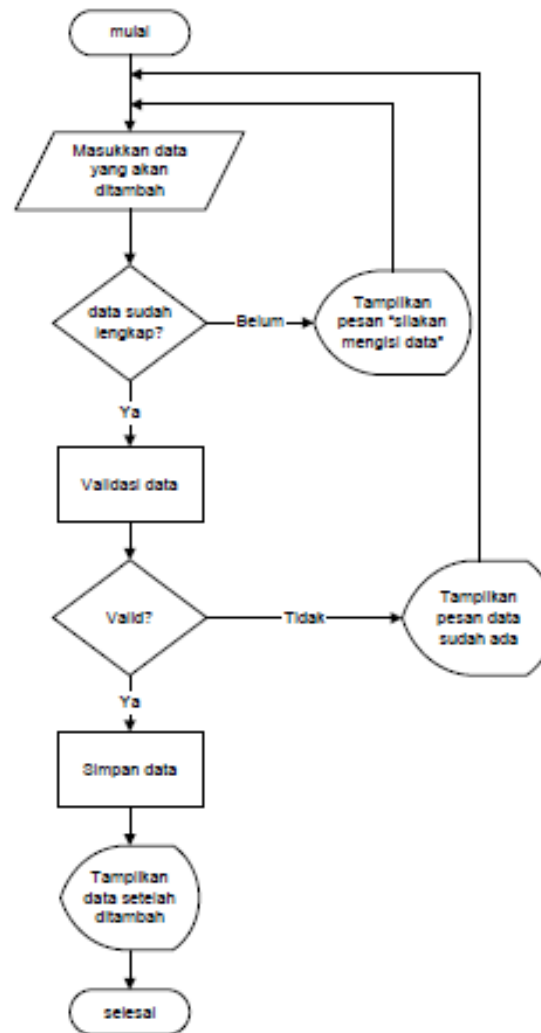 mulai
Masukkan data
yang akan
ditambah
data sudah
lengkap?
Belum
Tampilkan
pesan "silakan
mengisi data"
Ya
Validasi data
Valid?
Tidak
Tampilkan
pesan data
sudah ada
Ya
Simpan data
Tampilkan
data setelah
ditambah
selesai